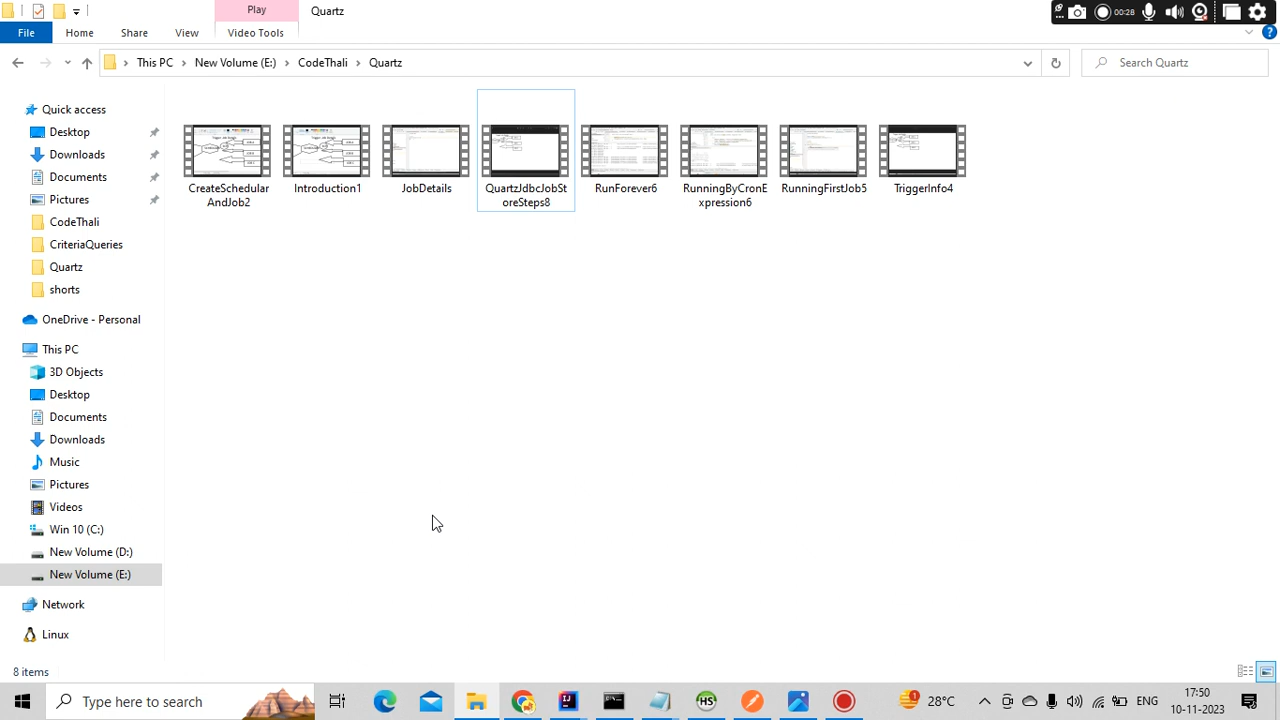 Play
Quartz
00:28
File
Home
Share
View
Video Tools
This PC
New Volume (E:)
CodeThali
Quartz
Search Quartz
Quick access
Desktop
Downloads
Documents
Pictures
CodeThali
CriteriaQueries
Quartz
shorts
OneDrive - Personal
This PC
3D Objects
Desktop
Documents
Downloads
Music
Pictures
Videos
Win 10 (C:)
New Volume (D:)
New Volume (E:)
Network
Linux
CreateSchedular
AndJob2
Introduction1
JobDetails
QuartzJdbcJobSt
oreSteps8
RunForever6
RunningByCronE
xpression6
RunningFirstJob5
TriggerInfo4
8 items
Type here to search
HS
1
28°C
ENG
17:50
10-11-2023